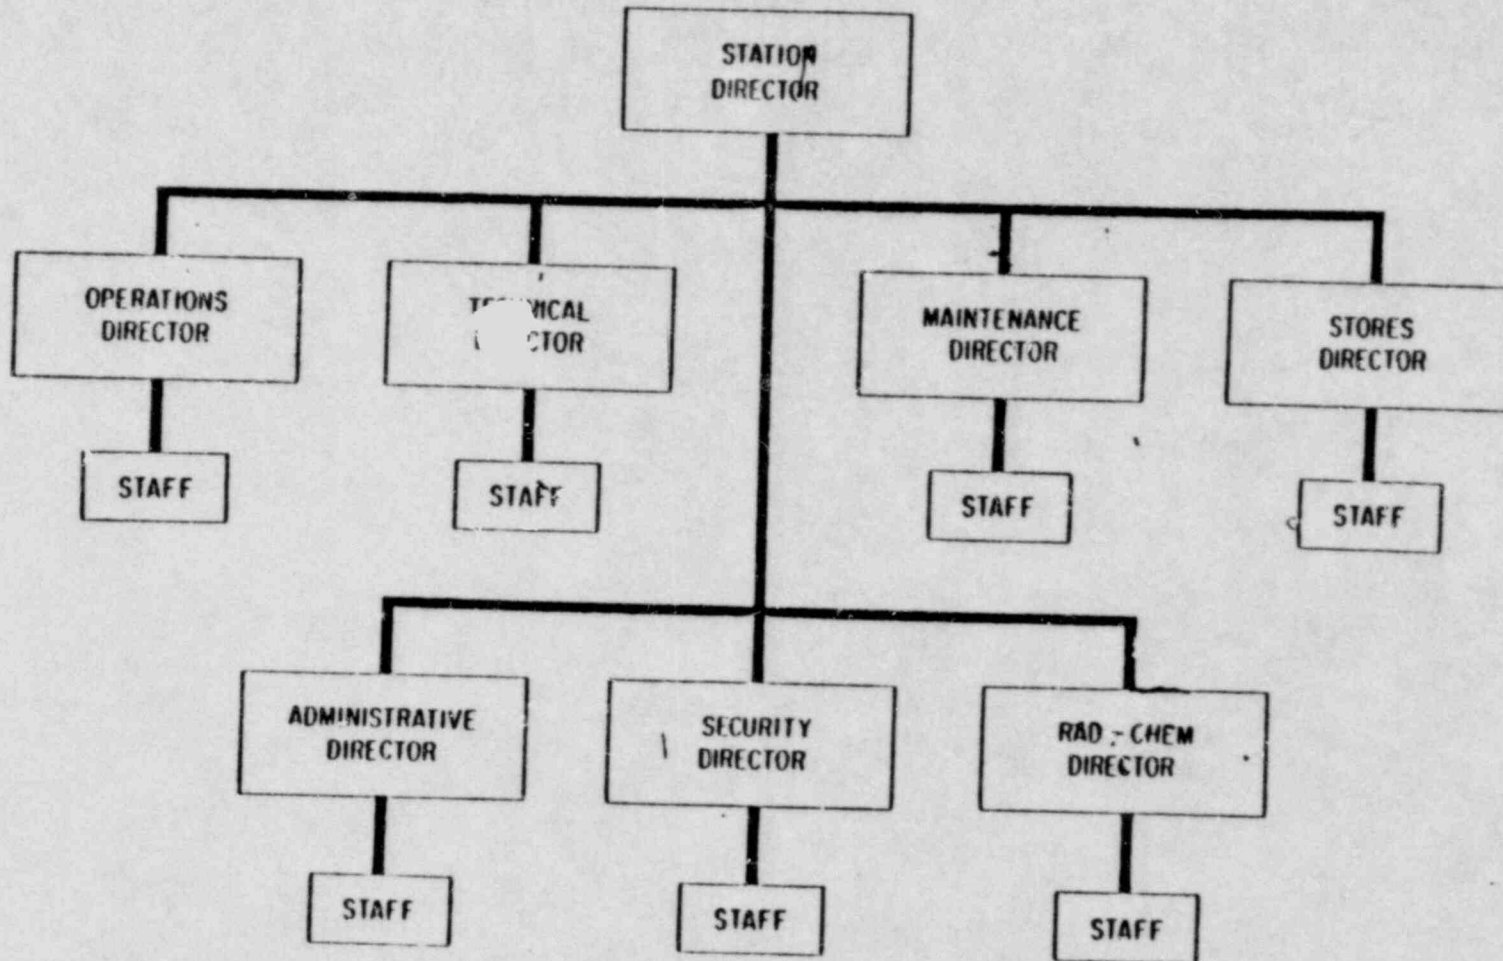 STATION
DIRECTOR
OPERATIONS
DIRECTOR
MAINTENANCE
DIRECTOR
STORES
DIRECTOR
STAFF
STAFF
STAFF
STAFF
ADMINISTRATIVE
DIRECTOR
SECURITY
DIRECTOR
RAD.-CHEM
DIRECTOR
STAFF
STAFF
STAFF